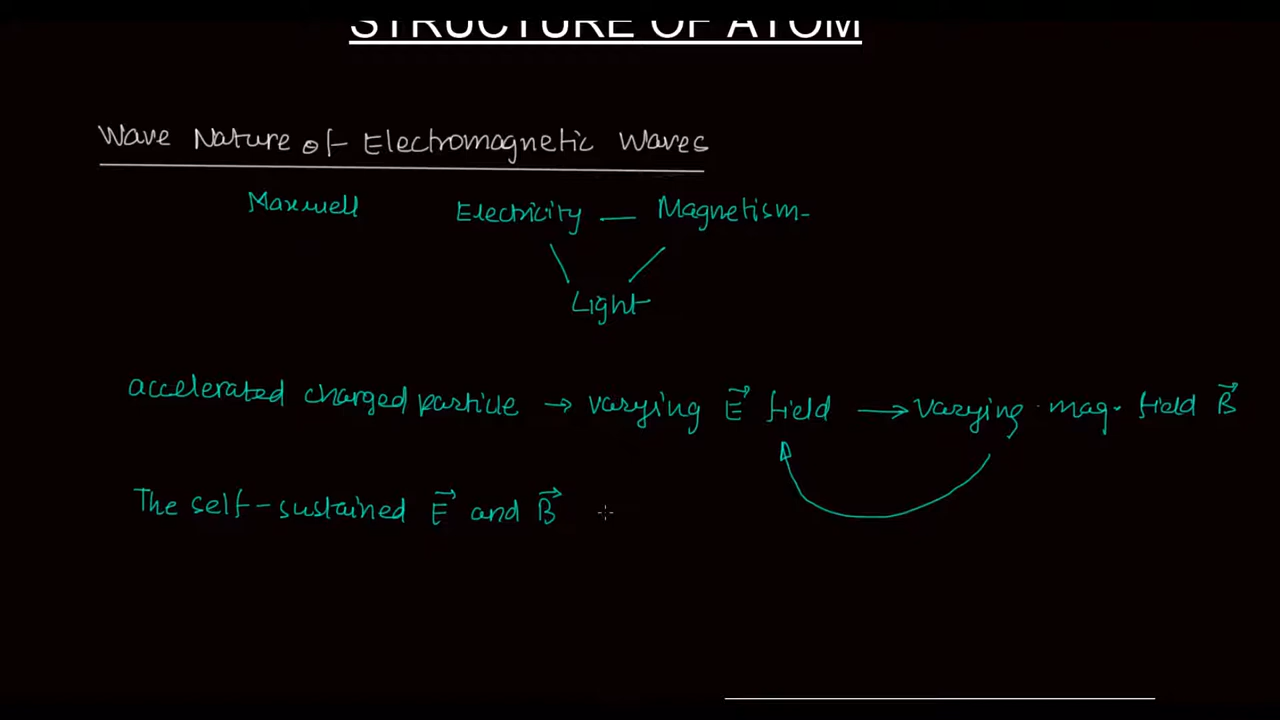 STRUCTURE OF ATOM
Wave Nature of Electromagnetic Waves
Maxwell Electricity — Magnetism
Light
accelerated charged particle → varying E⃗ field → varying mag. field B⃗
The self-sustained E⃗ and B⃗